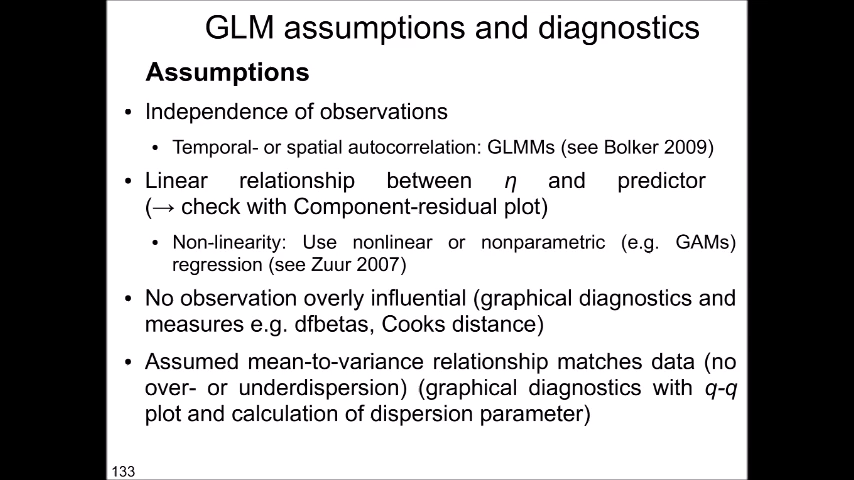 GLM assumptions and diagnostics
Assumptions
• Independence of observations
• Temporal- or spatial autocorrelation: GLMMs (see Bolker 2009)
• Linear relationship between η and predictor
(→ check with Component-residual plot)
• Non-linearity: Use nonlinear or nonparametric (e.g. GAMs)
regression (see Zuur 2007)
• No observation overly influential (graphical diagnostics and
measures e.g. dfbetas, Cooks distance)
• Assumed mean-to-variance relationship matches data (no
over- or underdispersion) (graphical diagnostics with q-q
plot and calculation of dispersion parameter)
133